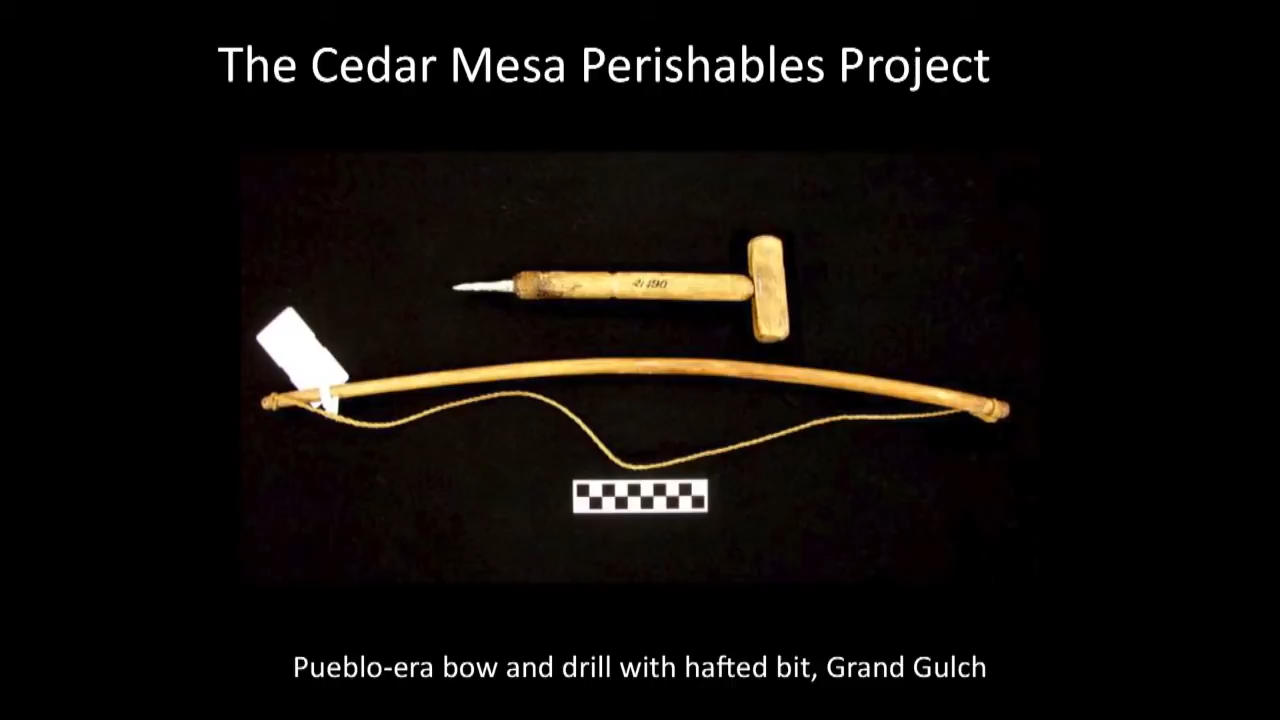 The Cedar Mesa Perishables Project
Pueblo-era bow and drill with hafted bit, Grand Gulch